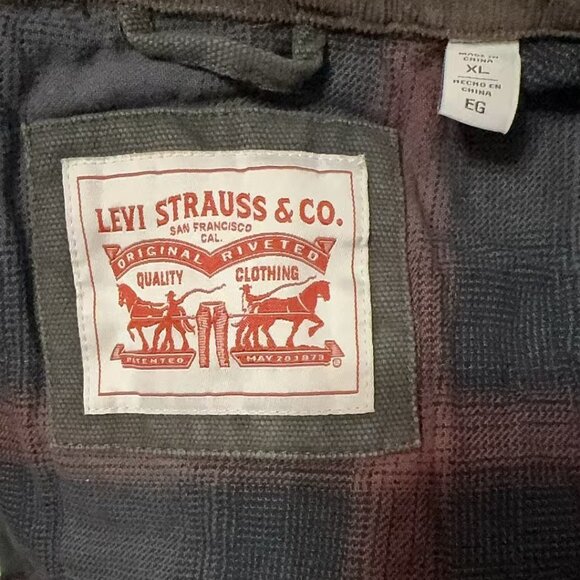 LEVI STRAUSS & CO.
SAN FRANCISCO
CAL.
ORIGINAL RIVETED
QUALITY CLOTHING
PATENTED MAY 20 1873
®
MADE IN
CHINA
XL
HECHO EN
CHINA
EG